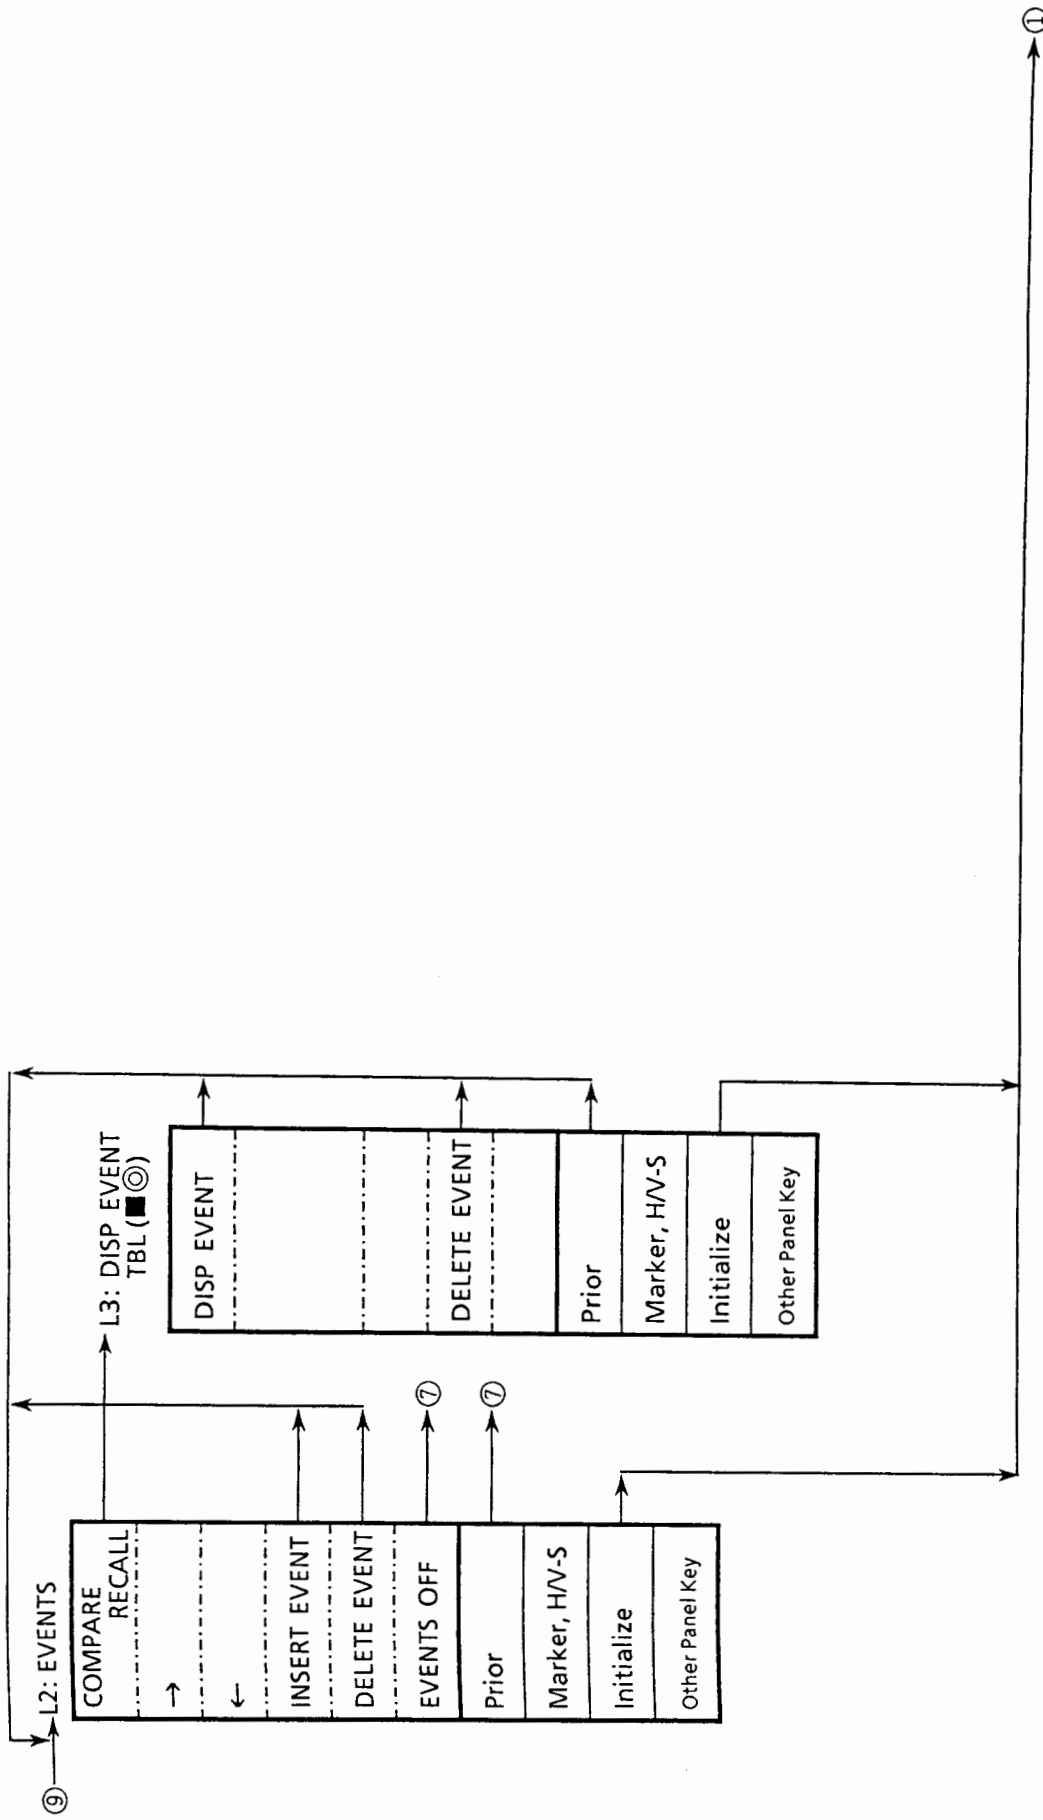 ⑨
L2: EVENTS
COMPARE
RECALL
↓
↑
INSERT EVENT
DELETE EVENT
EVENTS OFF
⑦
Prior
⑦
Marker, H/V-S
Initialize
Other Panel Key
L3: DISP EVENT
TBL (■◎)
DISP EVENT
DELETE EVENT
Prior
Marker, H/V-S
Initialize
Other Panel Key
①